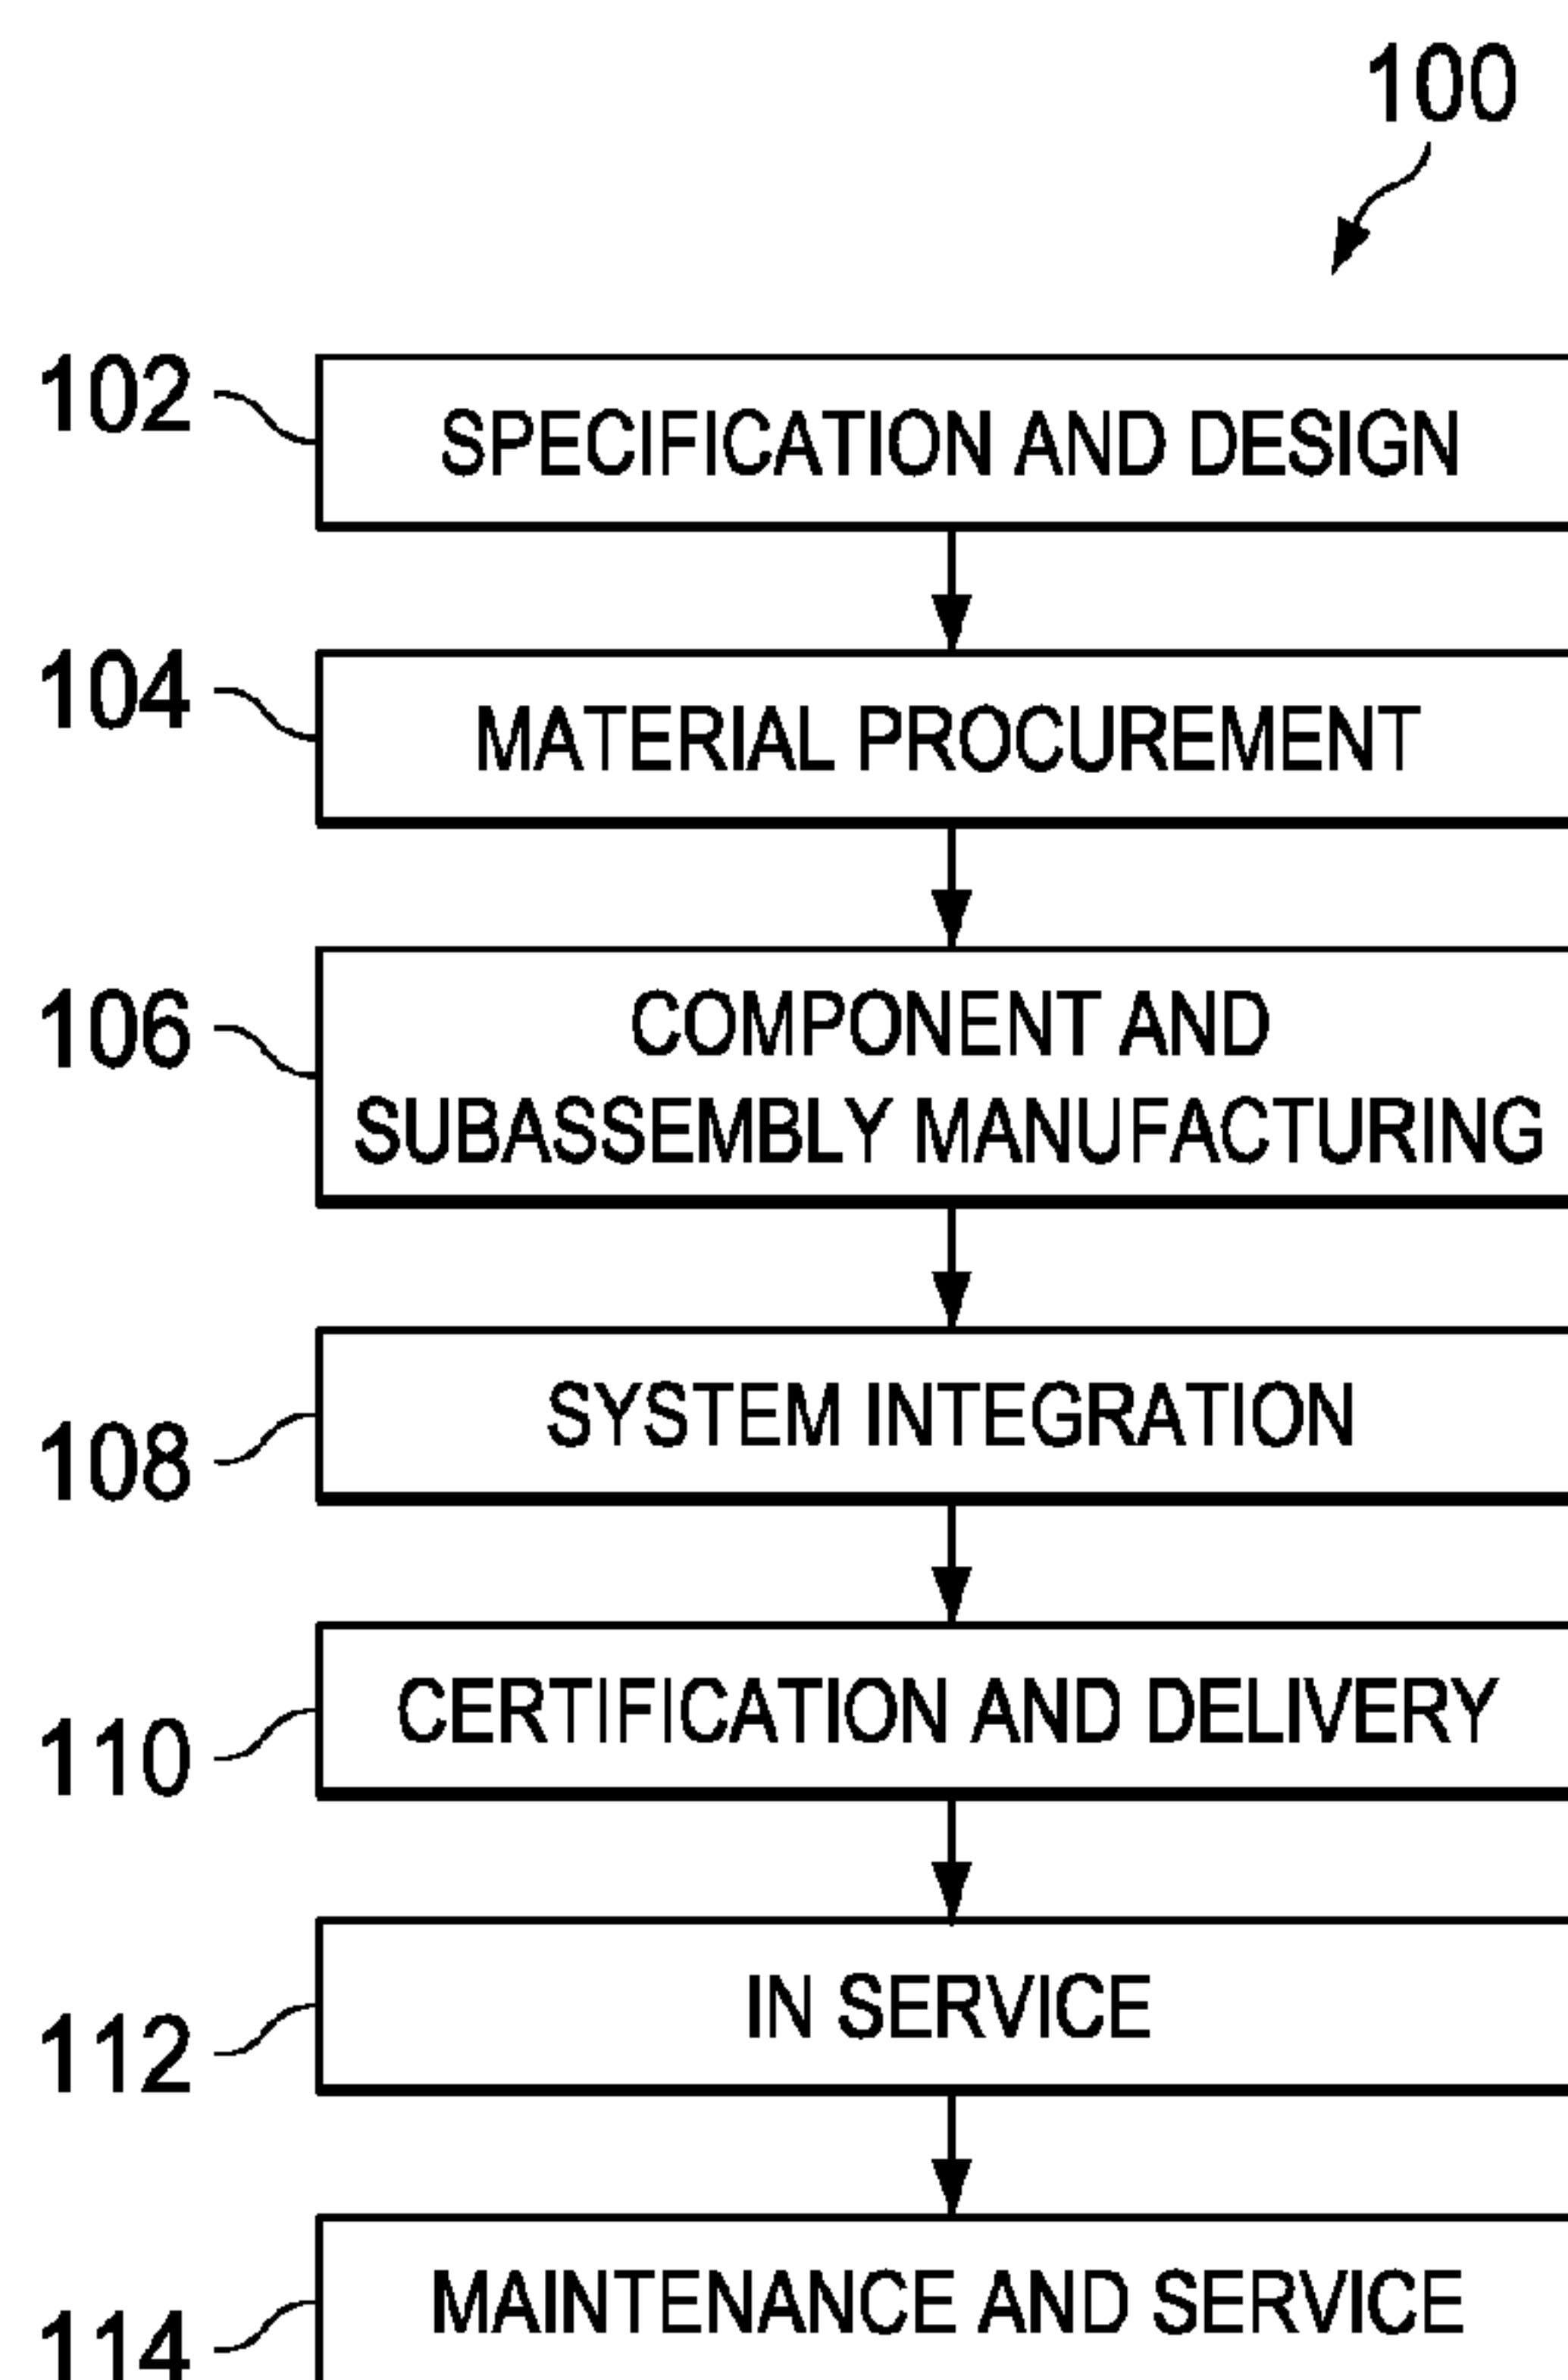 100
102
SPECIFICATION AND DESIGN
104
MATERIAL PROCUREMENT
106
COMPONENT AND
SUBASSEMBLY MANUFACTURING
108
SYSTEM INTEGRATION
110
CERTIFICATION AND DELIVERY
112
IN SERVICE
114
MAINTENANCE AND SERVICE